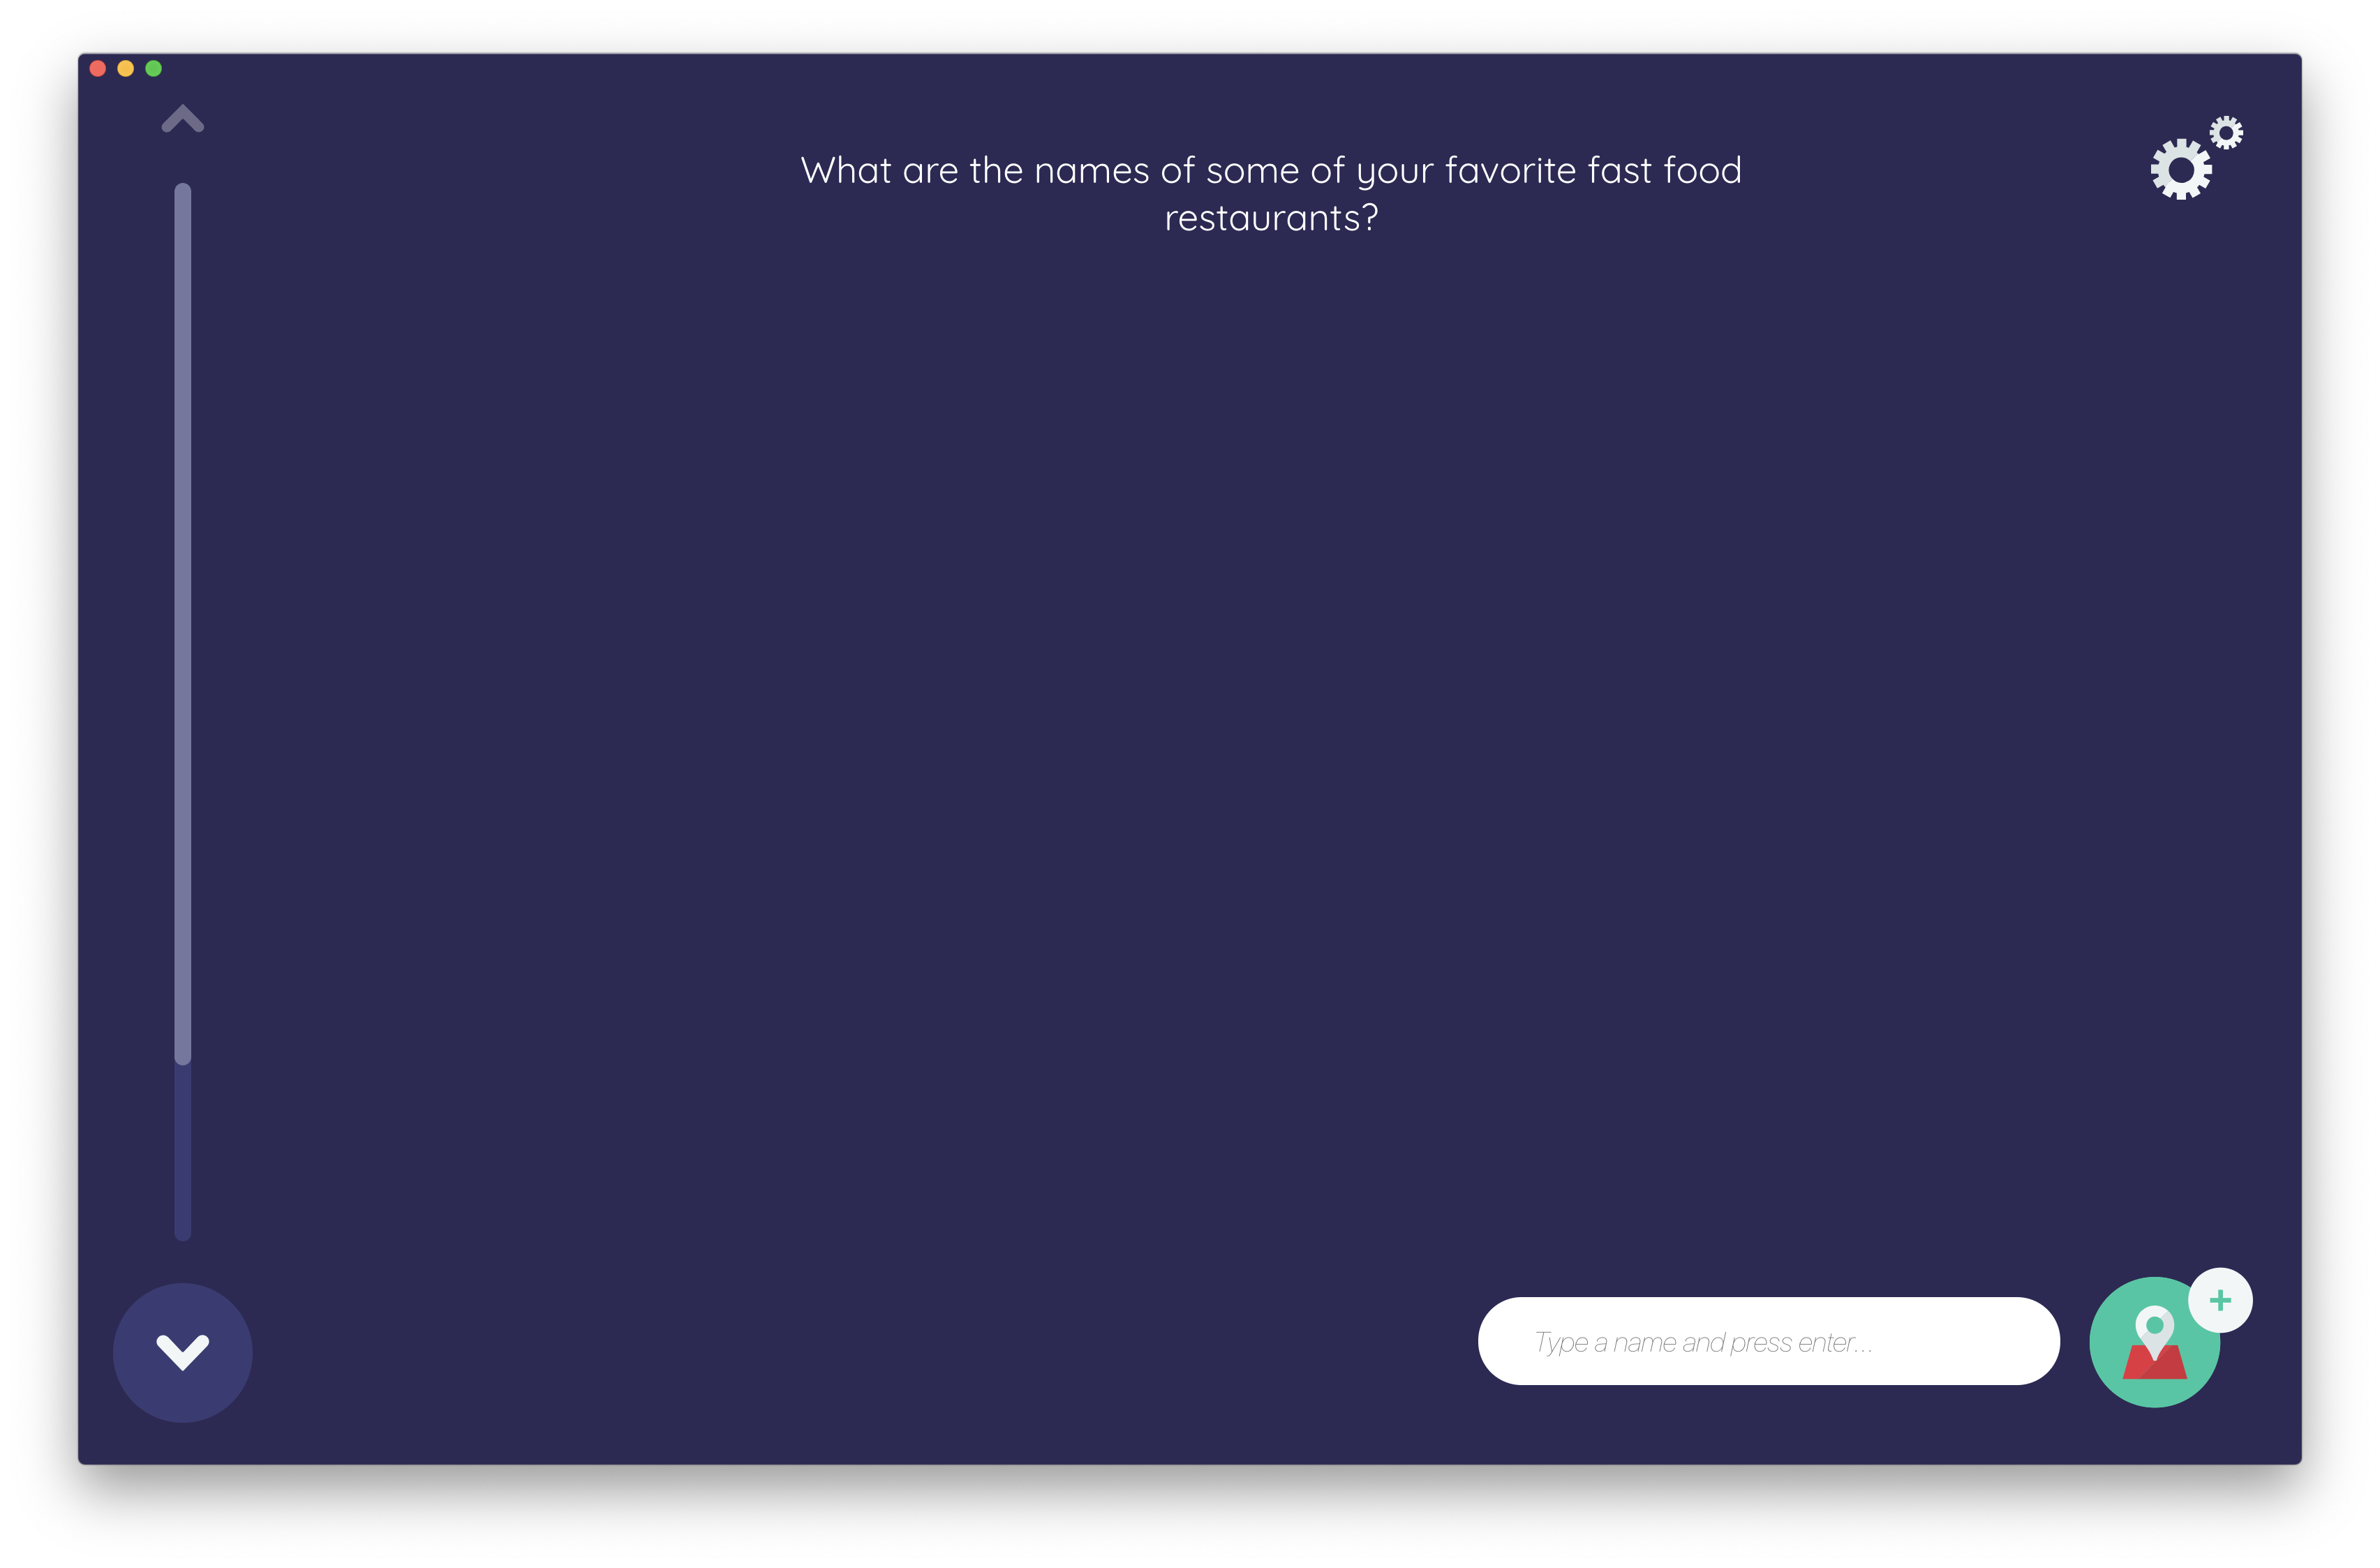 What are the names of some of your favorite fast food
restaurants?
Type a name and press enter...